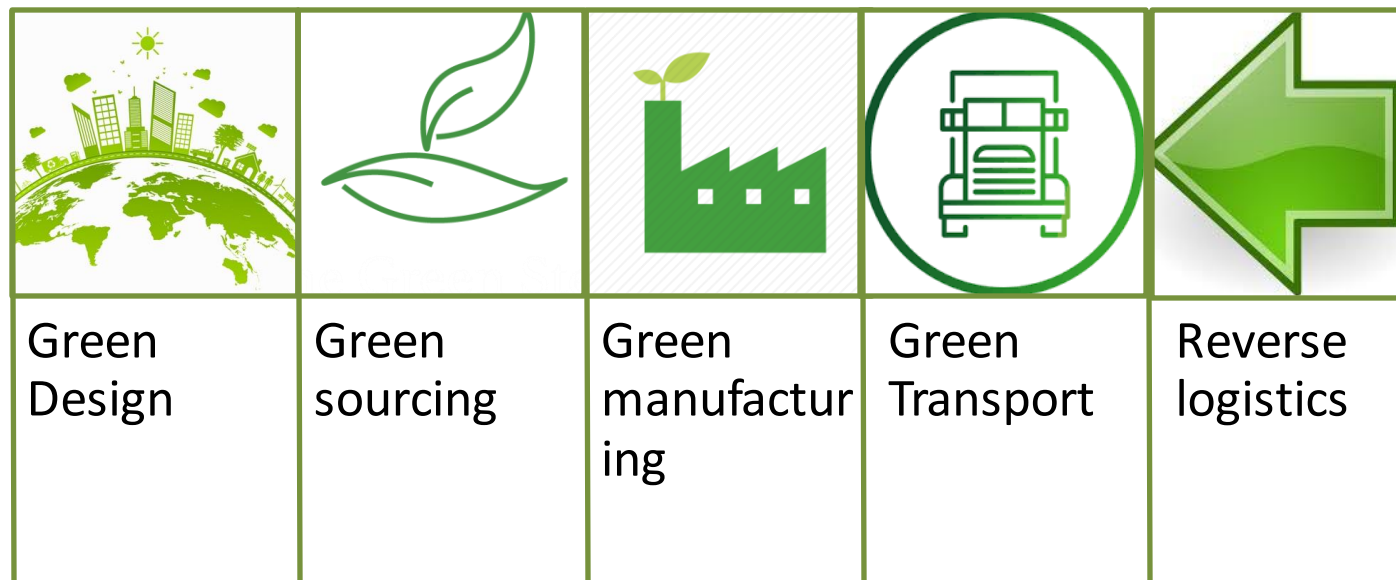 Green
Design
Green
sourcing
Green
manufactur
ing
Green
Transport
Reverse
logistics